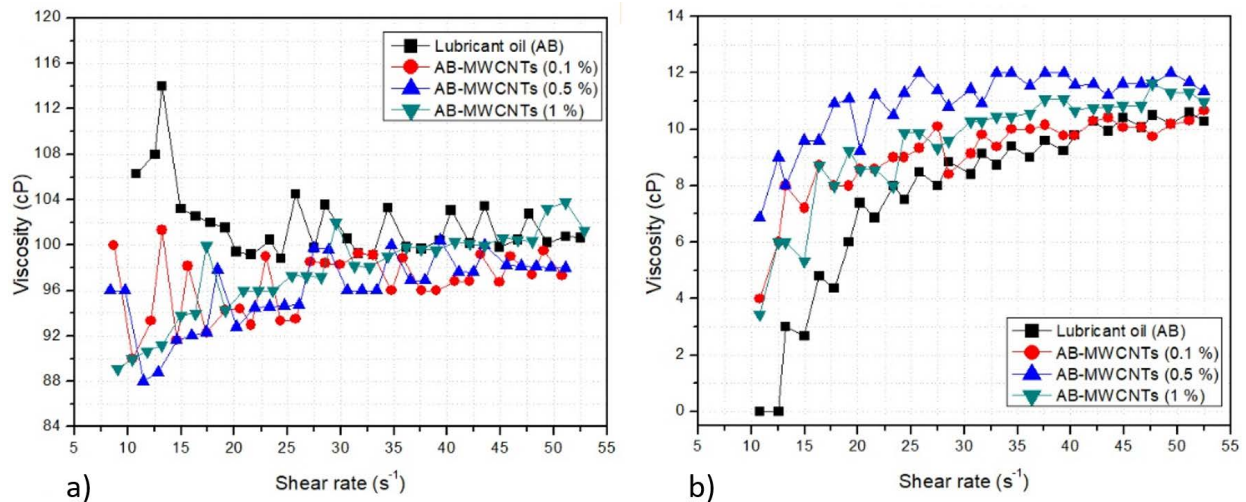 120
116
112
108
104
100
96
92
88
84
Viscosity (cP)
5 10 15 20 25 30 35 40 45 50 55
Shear rate (s⁻¹)
Lubricant oil (AB)
AB-MWCNTs (0.1 %)
AB-MWCNTs (0.5 %)
AB-MWCNTs (1 %)
a)
14
12
10
8
6
4
2
0
Viscosity (cP)
5 10 15 20 25 30 35 40 45 50 55
Shear rate (s⁻¹)
Lubricant oil (AB)
AB-MWCNTs (0.1 %)
AB-MWCNTs (0.5 %)
AB-MWCNTs (1 %)
b)